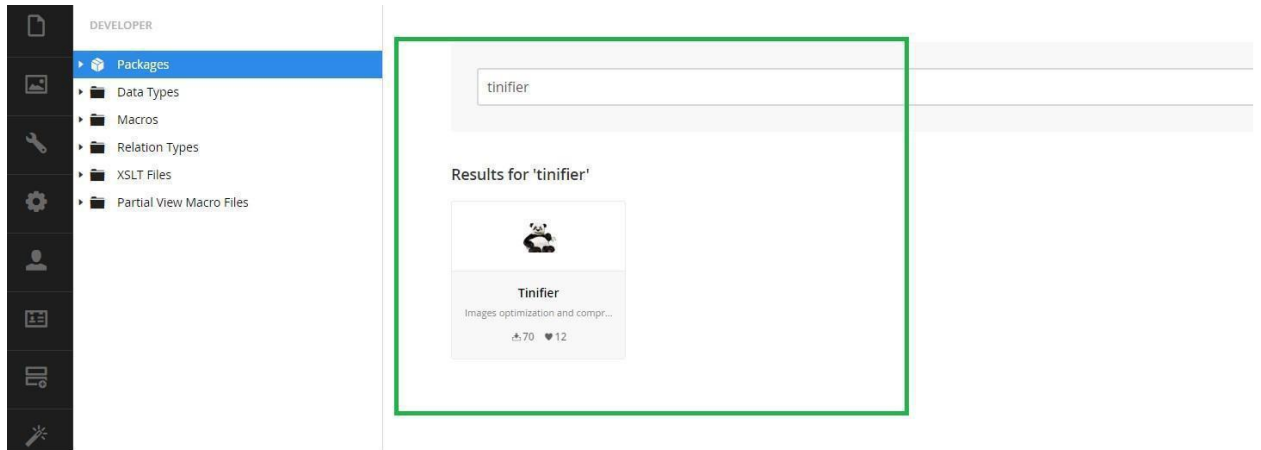 DEVELOPER
Packages
Data Types
Macros
Relation Types
XSLT Files
Partial View Macro Files
tinifier
Results for 'tinifier'
Tinifier
Images optimization and compr...
70 12